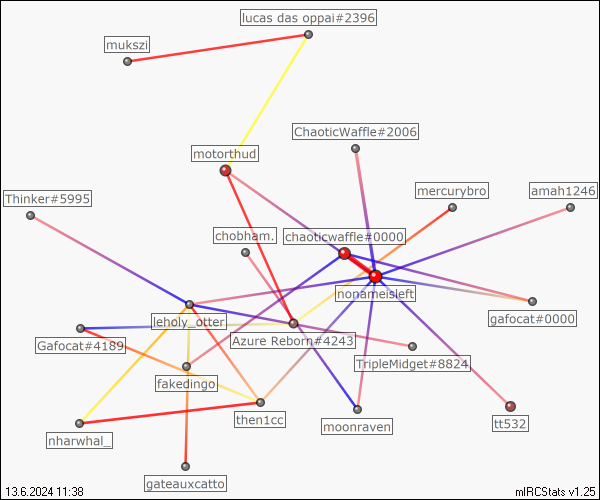 lucas das oppai#2396
mukszi
ChaoticWaffle#2006
motorthud
mercurybro
amah1246
Thinker#5995
chobham.
chaoticwaffle#0000
nonameisleft
gafocat#0000
leholy_otter
Azure Reborn#4243
Gafocat#4189
TripleMidget#8824
fakedingo
then1cc
tt532
moonraven
nharwhal_
gateauxcatto
13.6.2024 11:38
mIRCStats v1.25